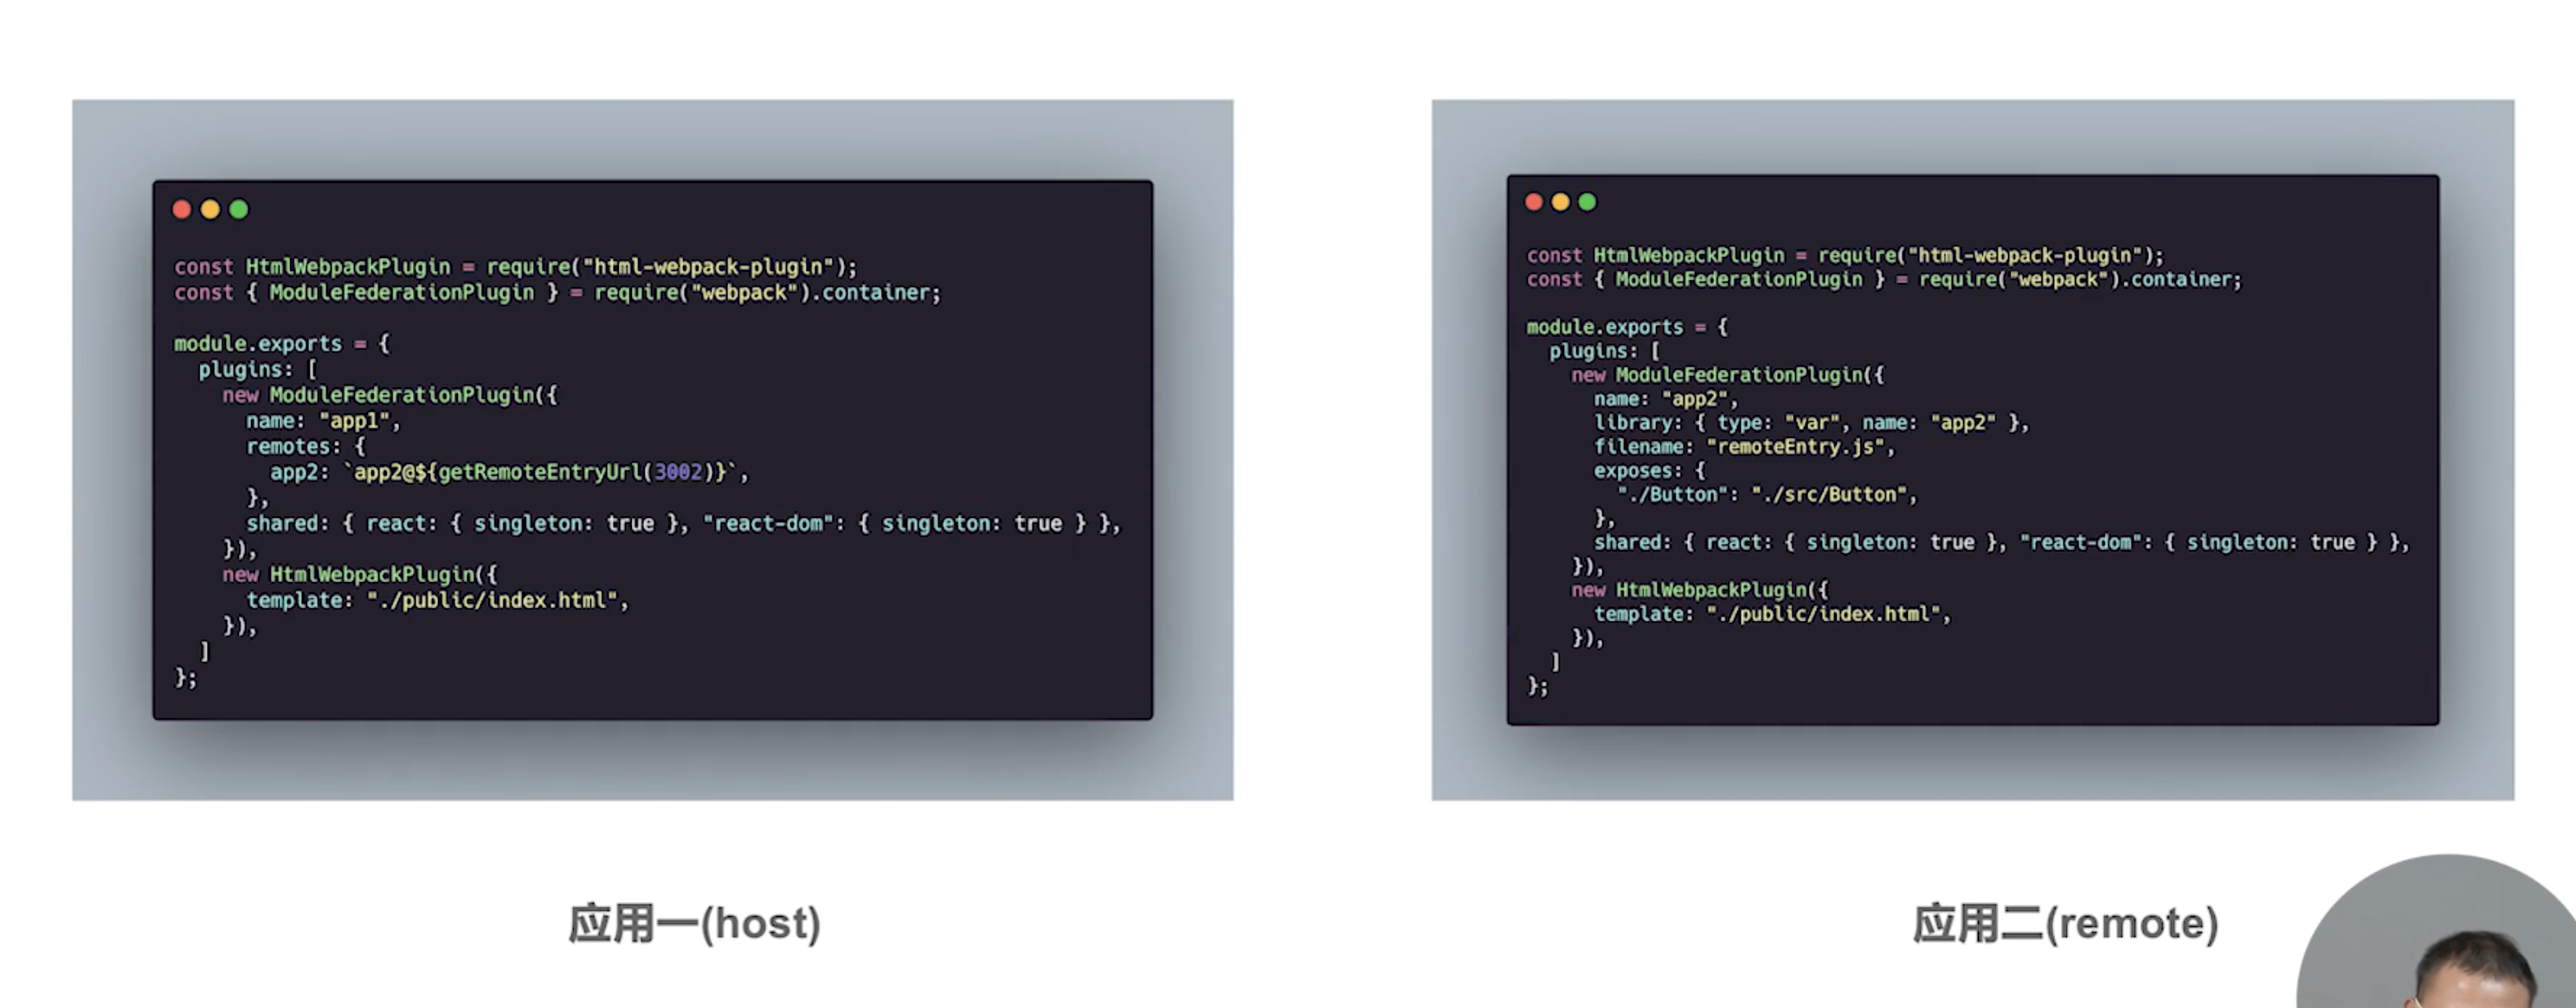 const HtmlWebpackPlugin = require("html-webpack-plugin");
const { ModuleFederationPlugin } = require("webpack").container;

module.exports = {
  plugins: [
    new ModuleFederationPlugin({
      name: "app1",
      remotes: {
        app2: `app2@${getRemoteEntryUrl(3002)}`,
      },
      shared: { react: { singleton: true }, "react-dom": { singleton: true } },
    }),
    new HtmlWebpackPlugin({
      template: "./public/index.html",
    }),
  ]
};
应用一(host)
const HtmlWebpackPlugin = require("html-webpack-plugin");
const { ModuleFederationPlugin } = require("webpack").container;

module.exports = {
  plugins: [
    new ModuleFederationPlugin({
      name: "app2",
      library: { type: "var", name: "app2" },
      filename: "remoteEntry.js",
      exposes: {
        "./Button": "./src/Button",
      },
      shared: { react: { singleton: true }, "react-dom": { singleton: true } },
    }),
    new HtmlWebpackPlugin({
      template: "./public/index.html",
    }),
  ]
};
应用二(remote)